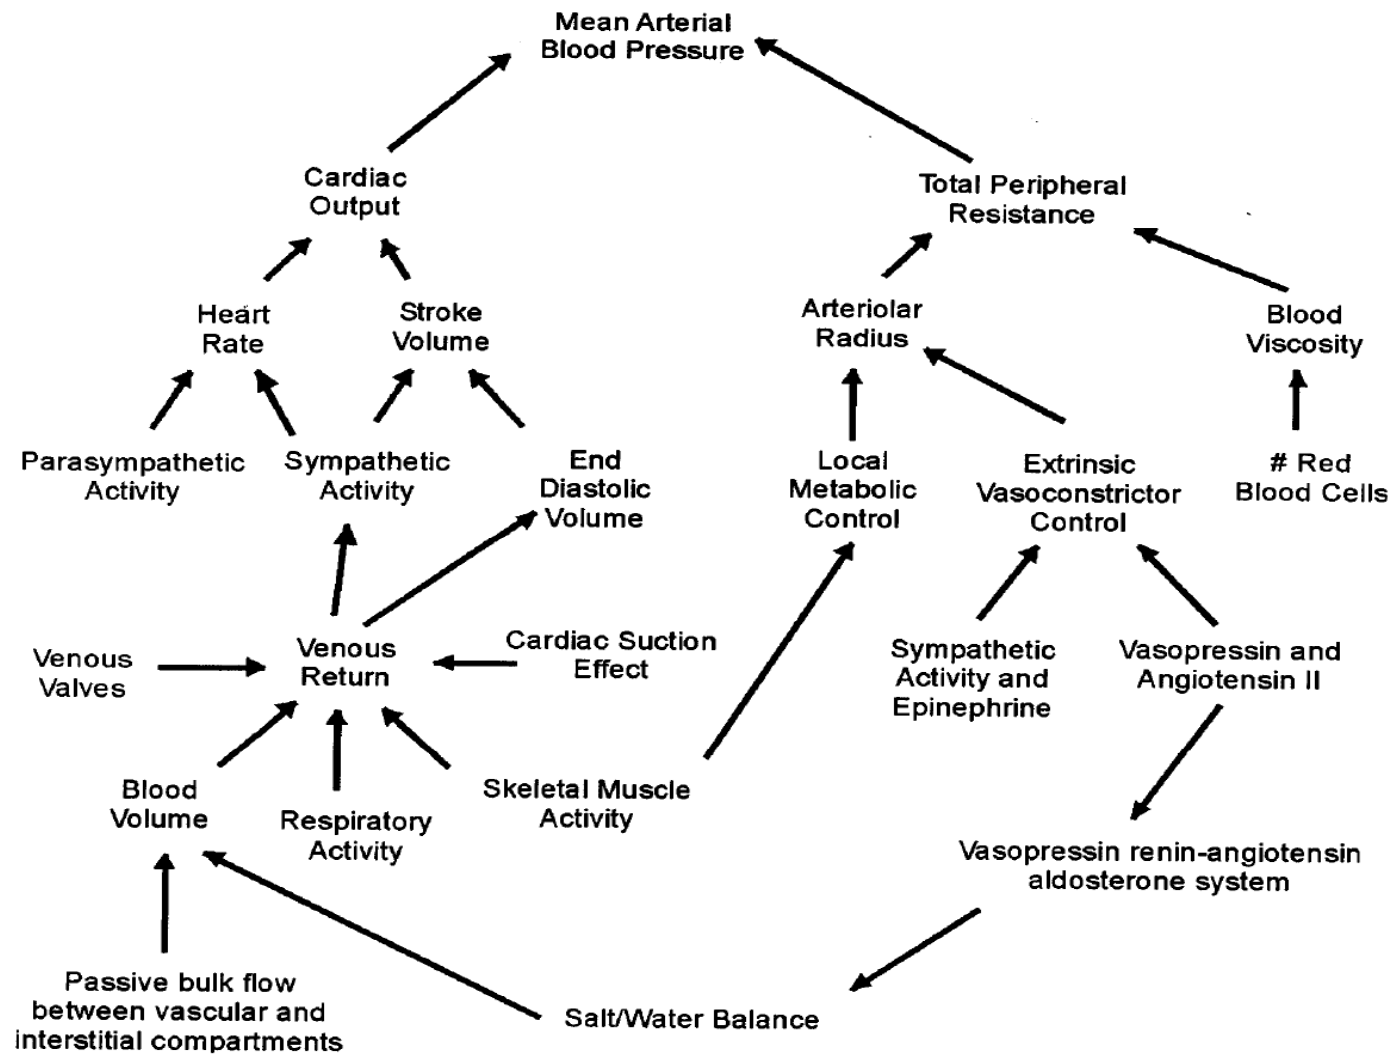 Mean Arterial
Blood Pressure
Cardiac
Output
Total Peripheral
Resistance
Heart
Rate
Stroke
Volume
Arteriolar
Radius
Blood
Viscosity
Parasympathetic
Activity
Sympathetic
Activity
End
Diastolic
Volume
Local
Metabolic
Control
Extrinsic
Vasoconstrictor
Control
# Red
Blood Cells
Venous
Valves
Venous
Return
Cardiac Suction
Effect
Sympathetic
Activity and
Epinephrine
Vasopressin and
Angiotensin II
Blood
Volume
Respiratory
Activity
Skeletal Muscle
Activity
Vasopressin renin-angiotensin
aldosterone system
Passive bulk flow
between vascular and
interstitial compartments
Salt/Water Balance